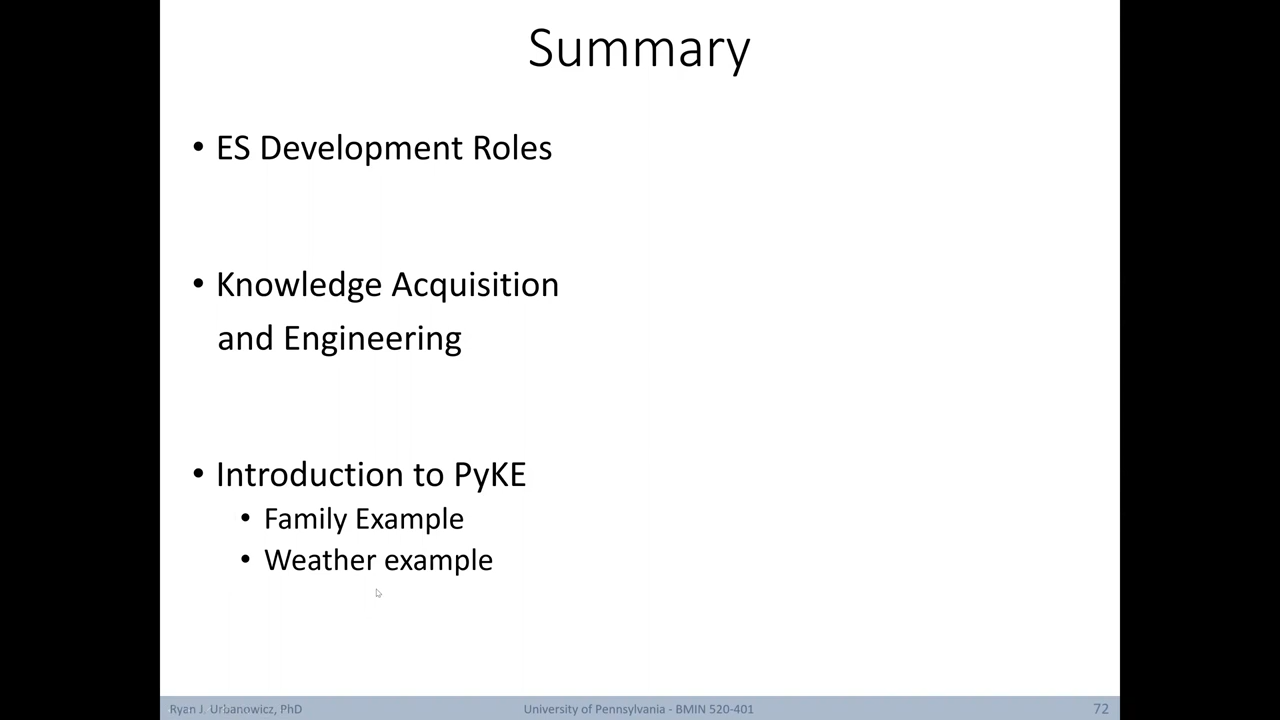 Summary
• ES Development Roles
• Knowledge Acquisition
and Engineering
• Introduction to PyKE
• Family Example
• Weather example
Ryan J. Urbanowicz, PhD
University of Pennsylvania - BMIN 520-401
72